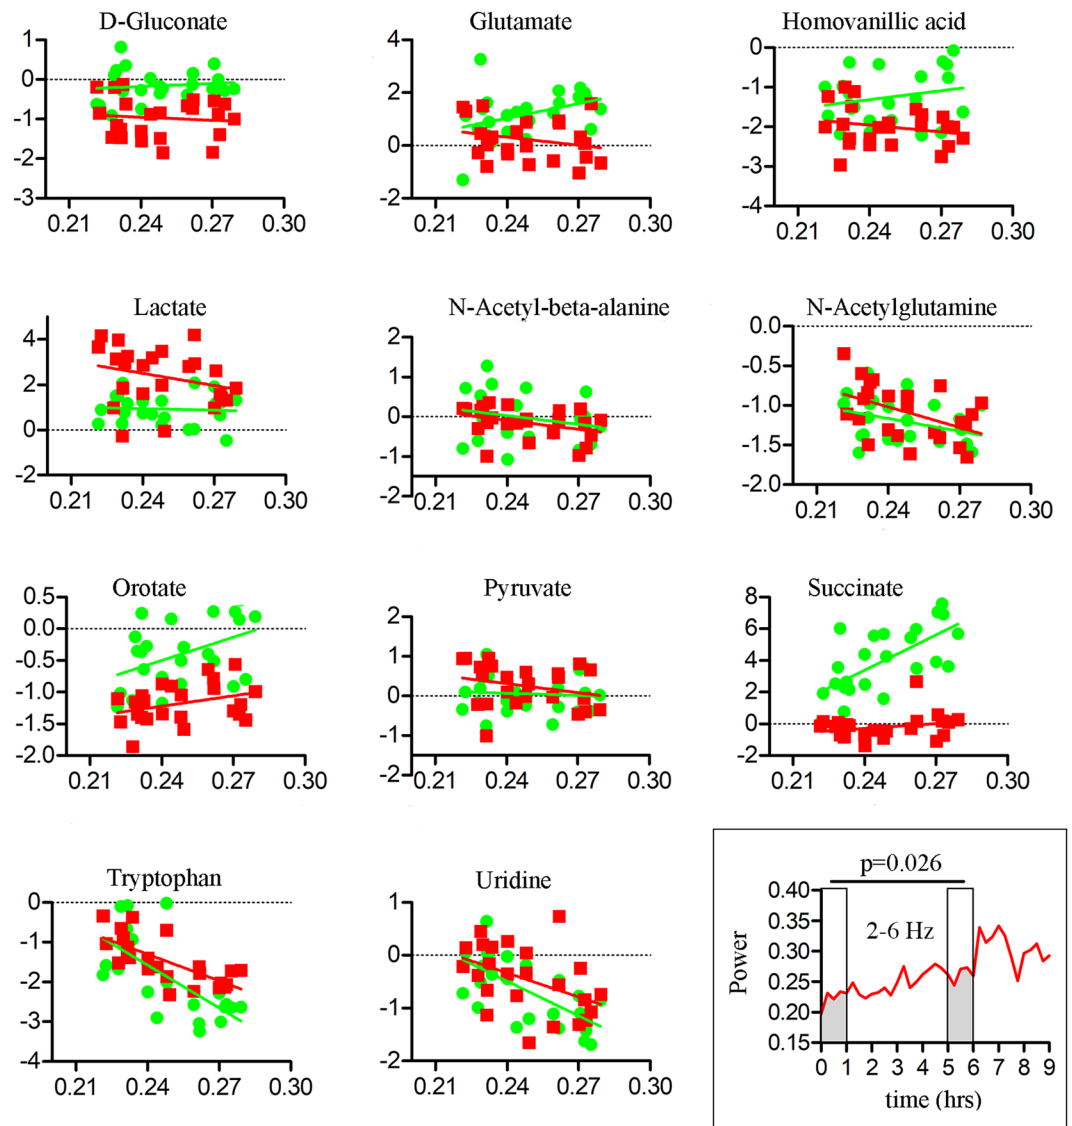 D-Gluconate Glutamate Homovanillic acid
1 4 0
0 2 -1
-1 0 -2
-2 -2 -3
-3 -4
0.21 0.24 0.27 0.30 0.21 0.24 0.27 0.30 0.21 0.24 0.27 0.30
Lactate N-Acetyl-beta-alanine N-Acetylglutamine
4 2 0.0
2 1 -0.5
0 0 -1.0
-2 -1 -1.5
-2 -2.0
0.21 0.24 0.27 0.30 0.21 0.24 0.27 0.30 0.21 0.24 0.27 0.30
Orotate Pyruvate Succinate
0.5 2 8
0.0 1 6
-0.5 0 4
-1.0 -1 2
-1.5 -2 0
-2.0 -2
0.21 0.24 0.27 0.30 0.21 0.24 0.27 0.30 0.21 0.24 0.27 0.30
Tryptophan Uridine
0 1
-1 0
-2 -1
-3 -2
-4
0.21 0.24 0.27 0.30 0.21 0.24 0.27 0.30
p=0.026
0.40
0.35
2-6 Hz
0.30
0.25
0.20
0.15
Power
0 1 2 3 4 5 6 7 8 9
time (hrs)